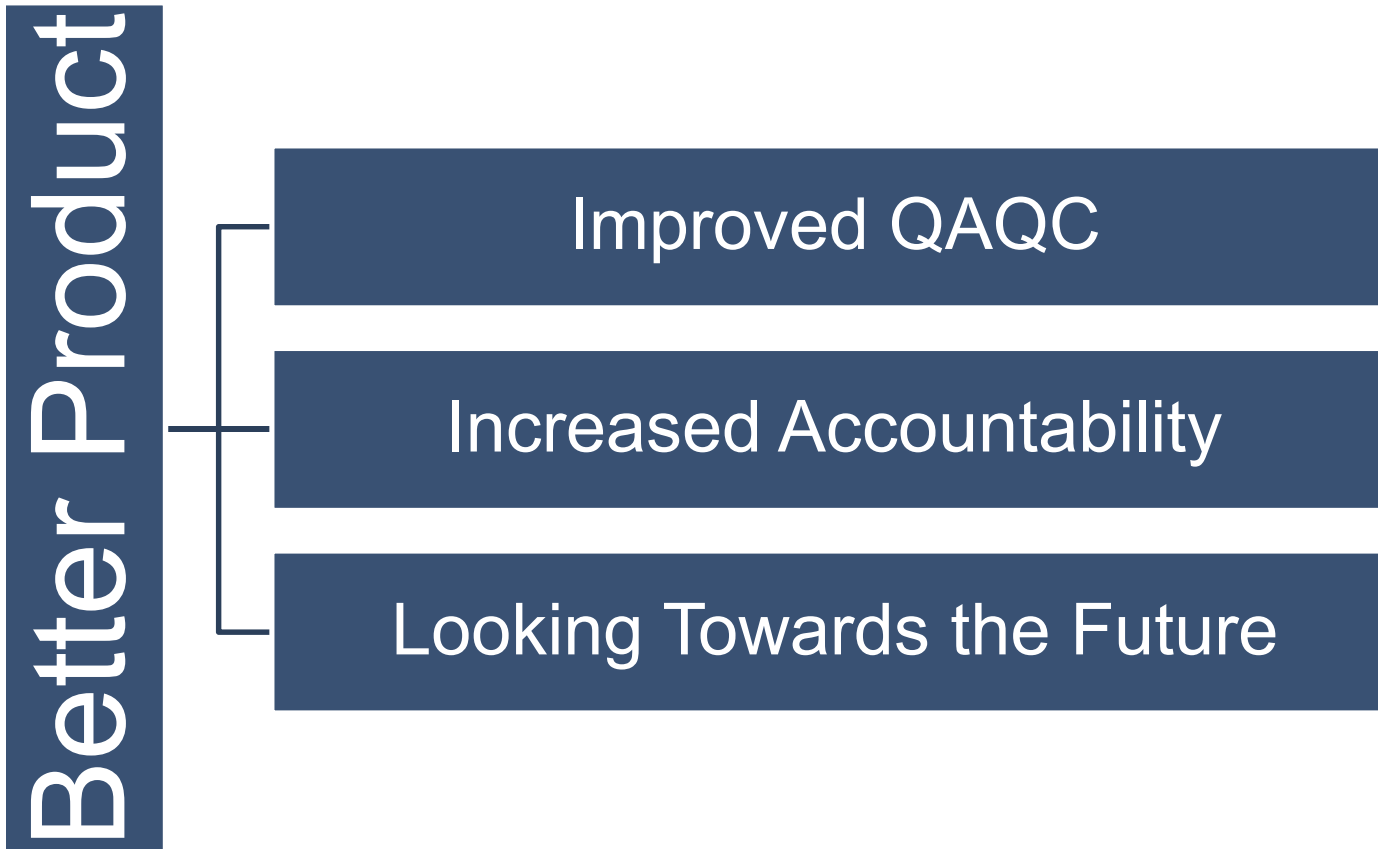 Better Product
Improved QAQC
Increased Accountability
Looking Towards the Future